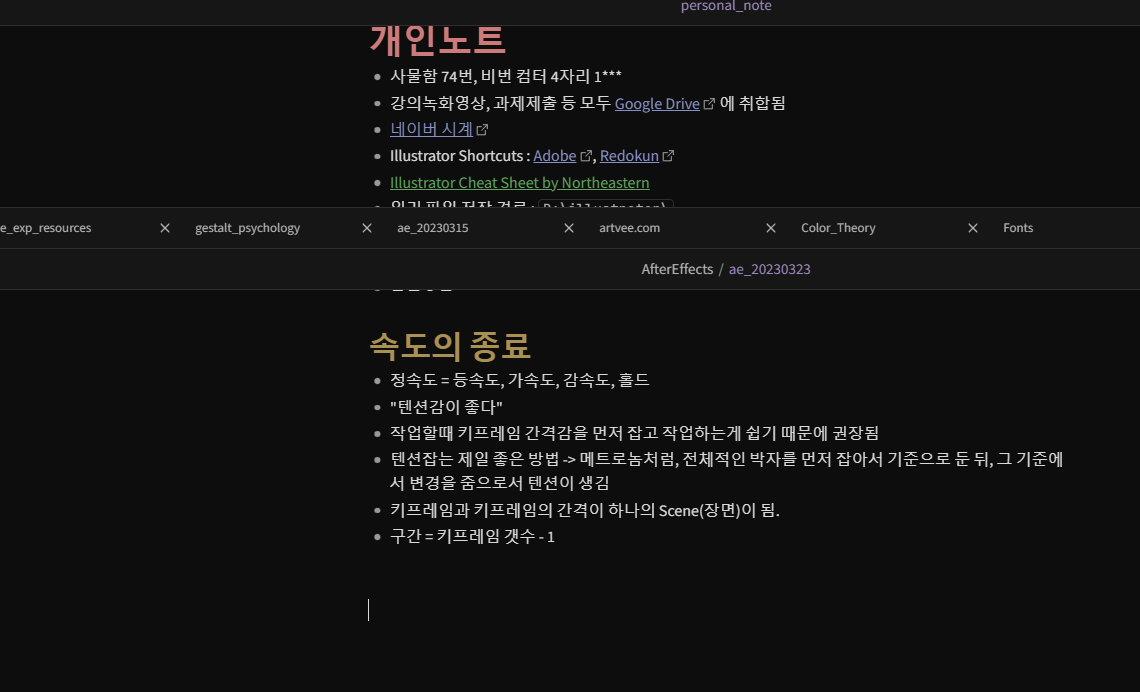 personal_note
개인노트
사물함 74번, 비번 컴터 4자리 1***
강의녹화영상, 과제제출 등 모두 Google Drive 에 취합됨
네이버 시계
Illustrator Shortcuts : Adobe, Redokun
Illustrator Cheat Sheet by Northeastern
e_exp_resources gestalt_psychology ae_20230315 artvee.com Color_Theory Fonts
AfterEffects / ae_20230323
속도의 종료
정속도 = 등속도, 가속도, 감속도, 홀드
"텐션감이 좋다"
작업할때 키프레임 간격감을 먼저 잡고 작업하는게 쉽기 때문에 권장됨
텐션잡는 제일 좋은 방법 -> 메트로놈처럼, 전체적인 박자를 먼저 잡아서 기준으로 둔 뒤, 그 기준에
서 변경을 줌으로서 텐션이 생김
키프레임과 키프레임의 간격이 하나의 Scene(장면)이 됨.
구간 = 키프레임 갯수 - 1